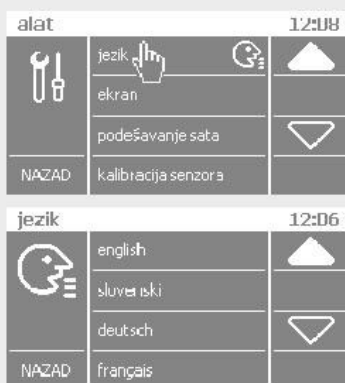 alat 12:08
jezik
ekran
podešavanje sata
NAZAD kalibracija senzora
jezik 12:06
english
slovenski
deutsch
NAZAD français